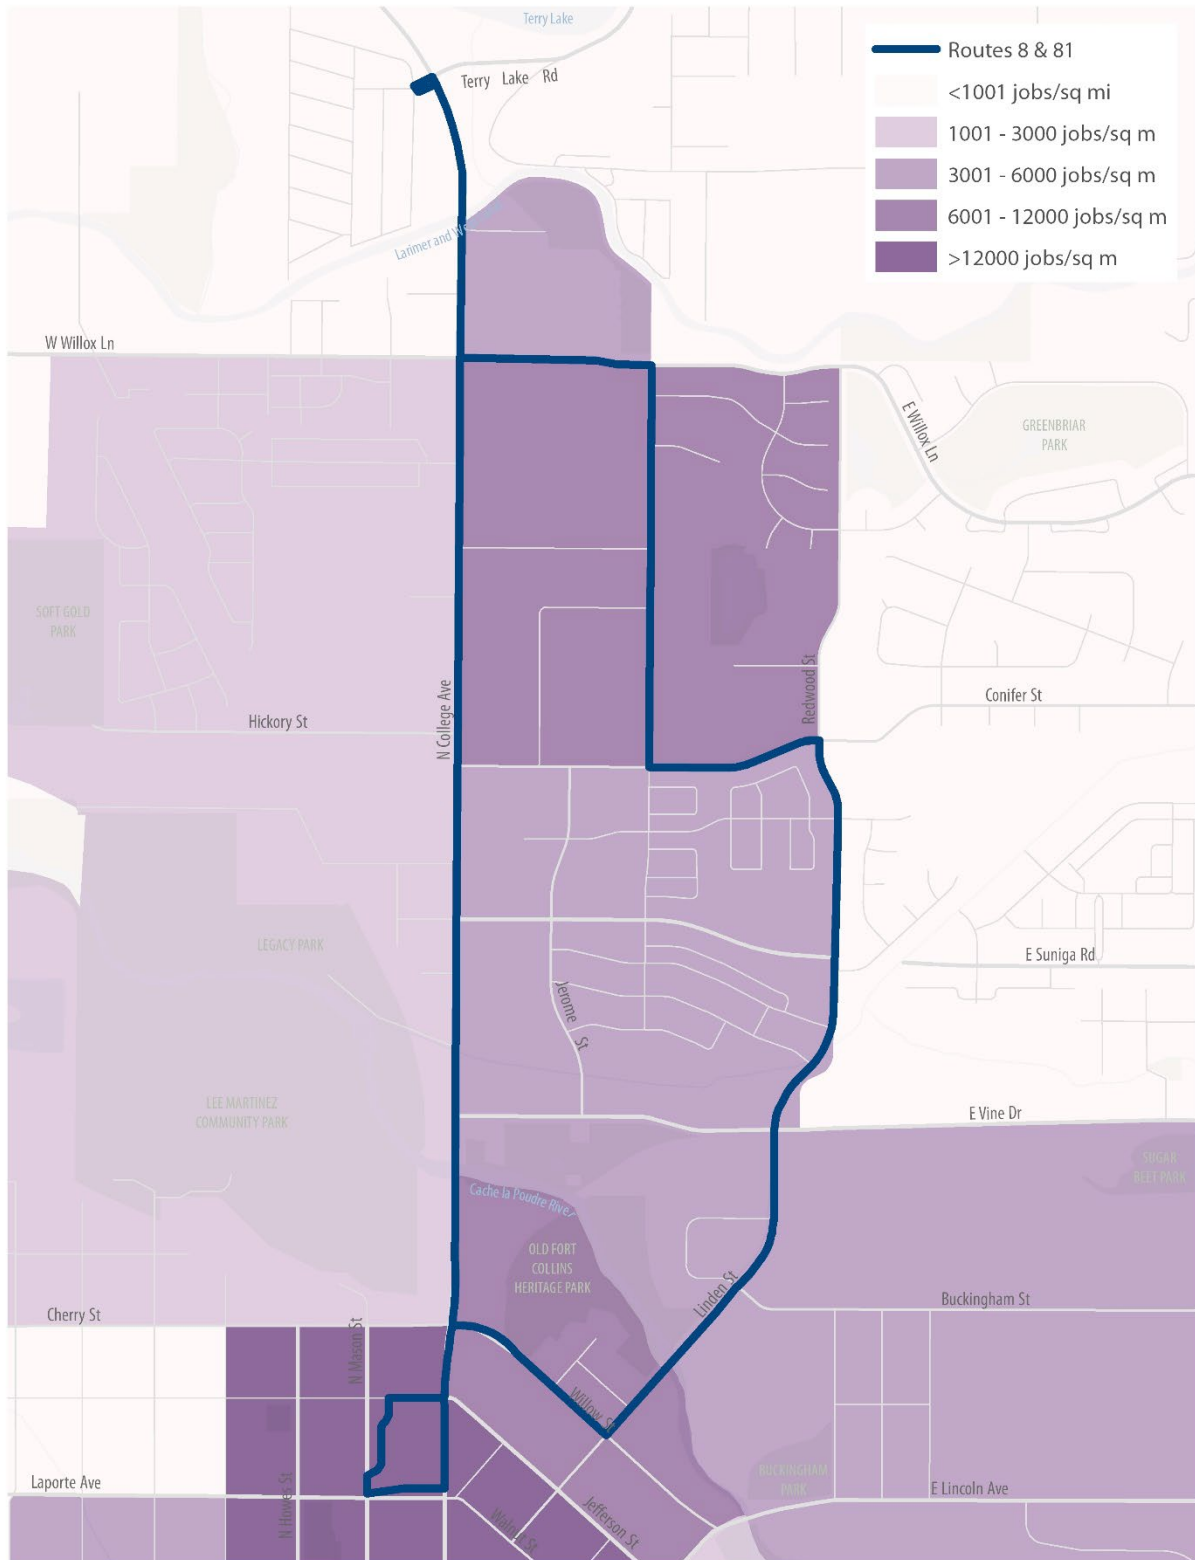 Terry Lake
Routes 8 & 81
<1001 jobs/sq mi
1001 - 3000 jobs/sq m
3001 - 6000 jobs/sq m
6001 - 12000 jobs/sq m
>12000 jobs/sq m
Terry Lake Rd
Larimer and We
W Willox Ln
E Willox Ln
GREENBRIAR
PARK
SOFT GOLD
PARK
Redwood St
N College Ave
Conifer St
Hickory St
LEGACY PARK
E Suniga Rd
Jerome St
LEE MARTINEZ
COMMUNITY PARK
E Vine Dr
SUGAR
BEET PARK
Cache la Poudre River
OLD FORT
COLLINS
HERITAGE PARK
Linden St
Buckingham St
Cherry St
N Mason St
Willow St
BUCKINGHAM
PARK
Laporte Ave
E Lincoln Ave
N Howes St
Walnut St
Jefferson St